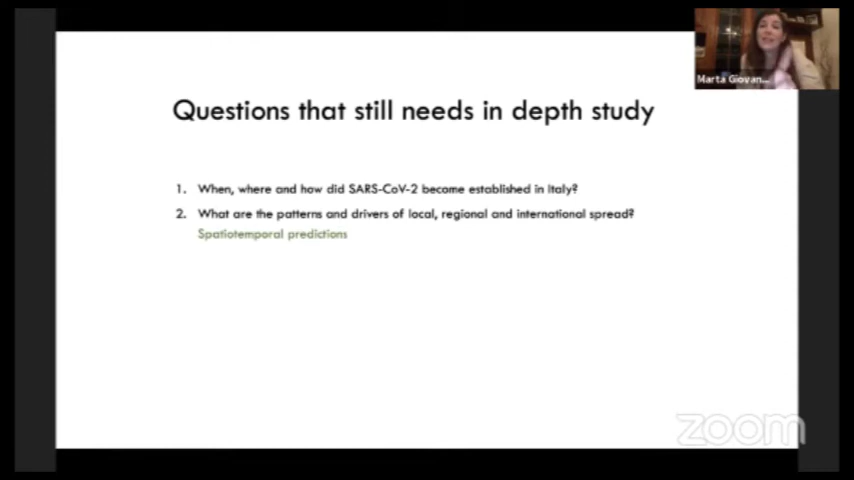 Marta Giovan...
Questions that still needs in depth study
1. When, where and how did SARS-CoV-2 become established in Italy?
2. What are the patterns and drivers of local, regional and international spread?
Spatiotemporal predictions
zoom